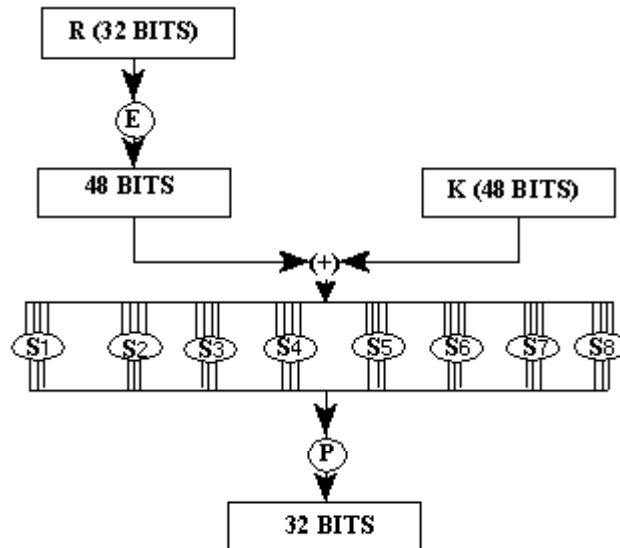 R (32 BITS)
E
48 BITS
K (48 BITS)
(+)
S1 S2 S3 S4 S5 S6 S7 S8
P
32 BITS